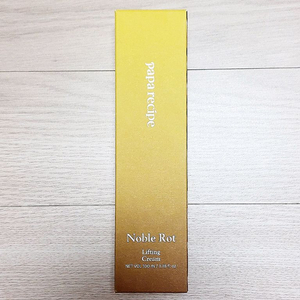 papa recipe
Noble Rot
Lifting
Cream